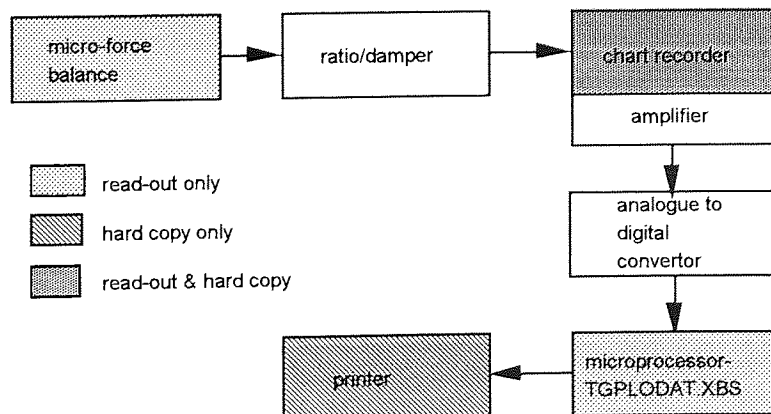 micro-force
balance
ratio/damper
chart recorder
amplifier
read-out only
hard copy only
read-out & hard copy
analogue to
digital
convertor
printer
microprocessor-
TGPLODAT.XBS